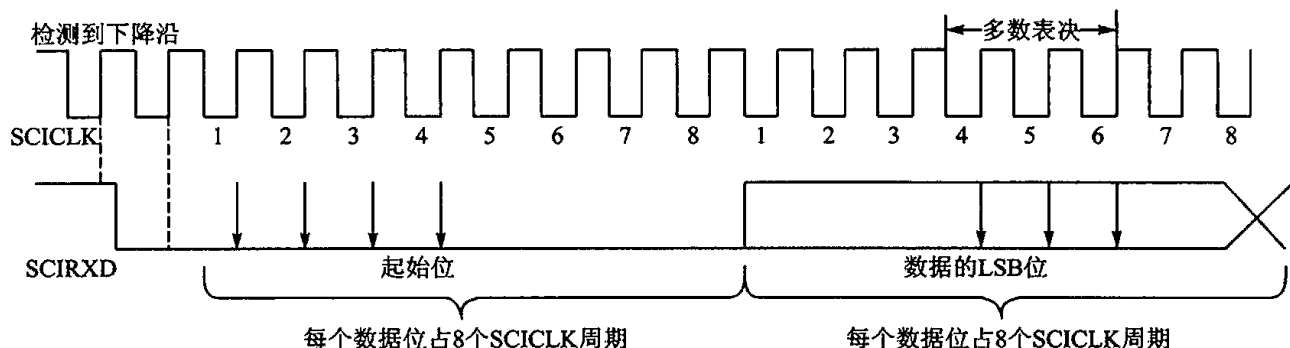 检测到下降沿
多数表决
SCICLK
1 2 3 4 5 6 7 8 1 2 3 4 5 6 7 8
SCIRXD
起始位
数据的LSB位
每个数据位占8个SCICLK周期
每个数据位占8个SCICLK周期